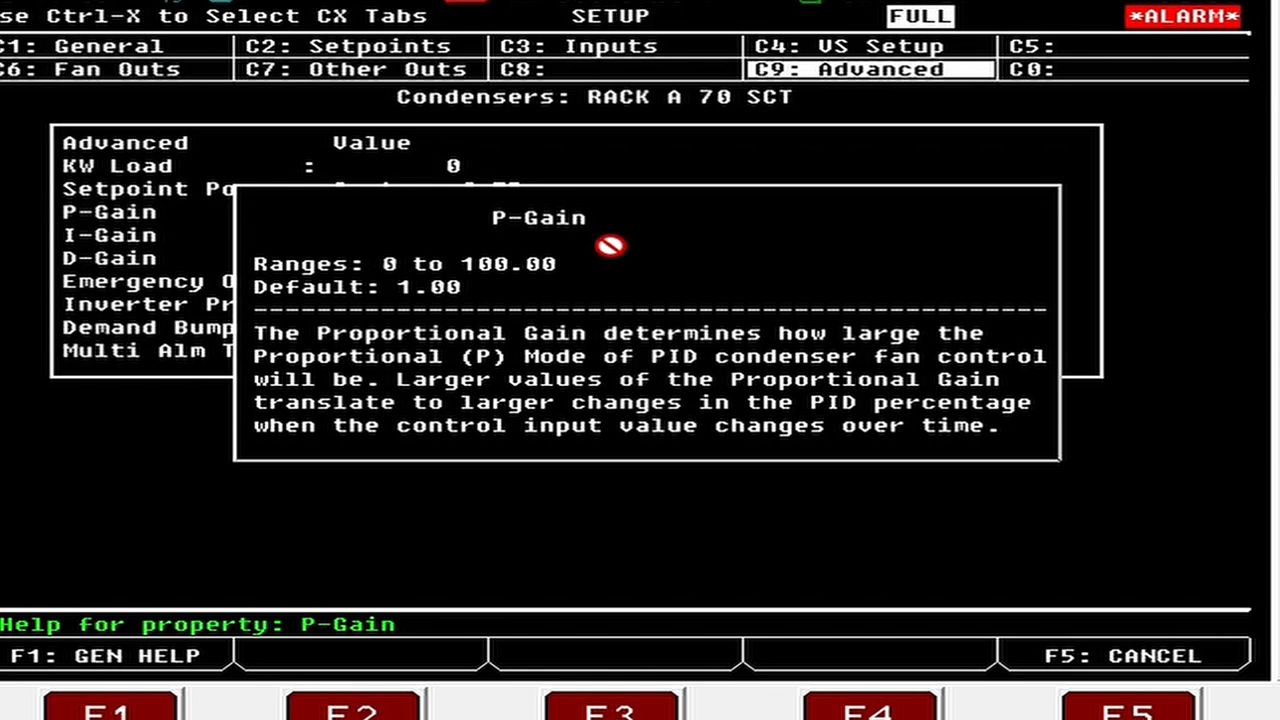 se Ctrl-X to Select CX Tabs SETUP FULL *ALARM*
C1: General C2: Setpoints C3: Inputs C4: VS Setup C5:
C6: Fan Outs C7: Other Outs C8: C9: Advanced C0:
Condensers: RACK A 70 SCT
Advanced Value
KW Load : 0
Setpoint Po
P-Gain
I-Gain
D-Gain
Emergency O
Inverter Pr
Demand Bump
Multi Alm T
P-Gain
Ranges: 0 to 100.00
Default: 1.00
--------------------------------------------------
The Proportional Gain determines how large the
Proportional (P) Mode of PID condenser fan control
will be. Larger values of the Proportional Gain
translate to larger changes in the PID percentage
when the control input value changes over time.
Help for property: P-Gain
F1: GEN HELP F5: CANCEL
F1 F2 F3 F4 F5